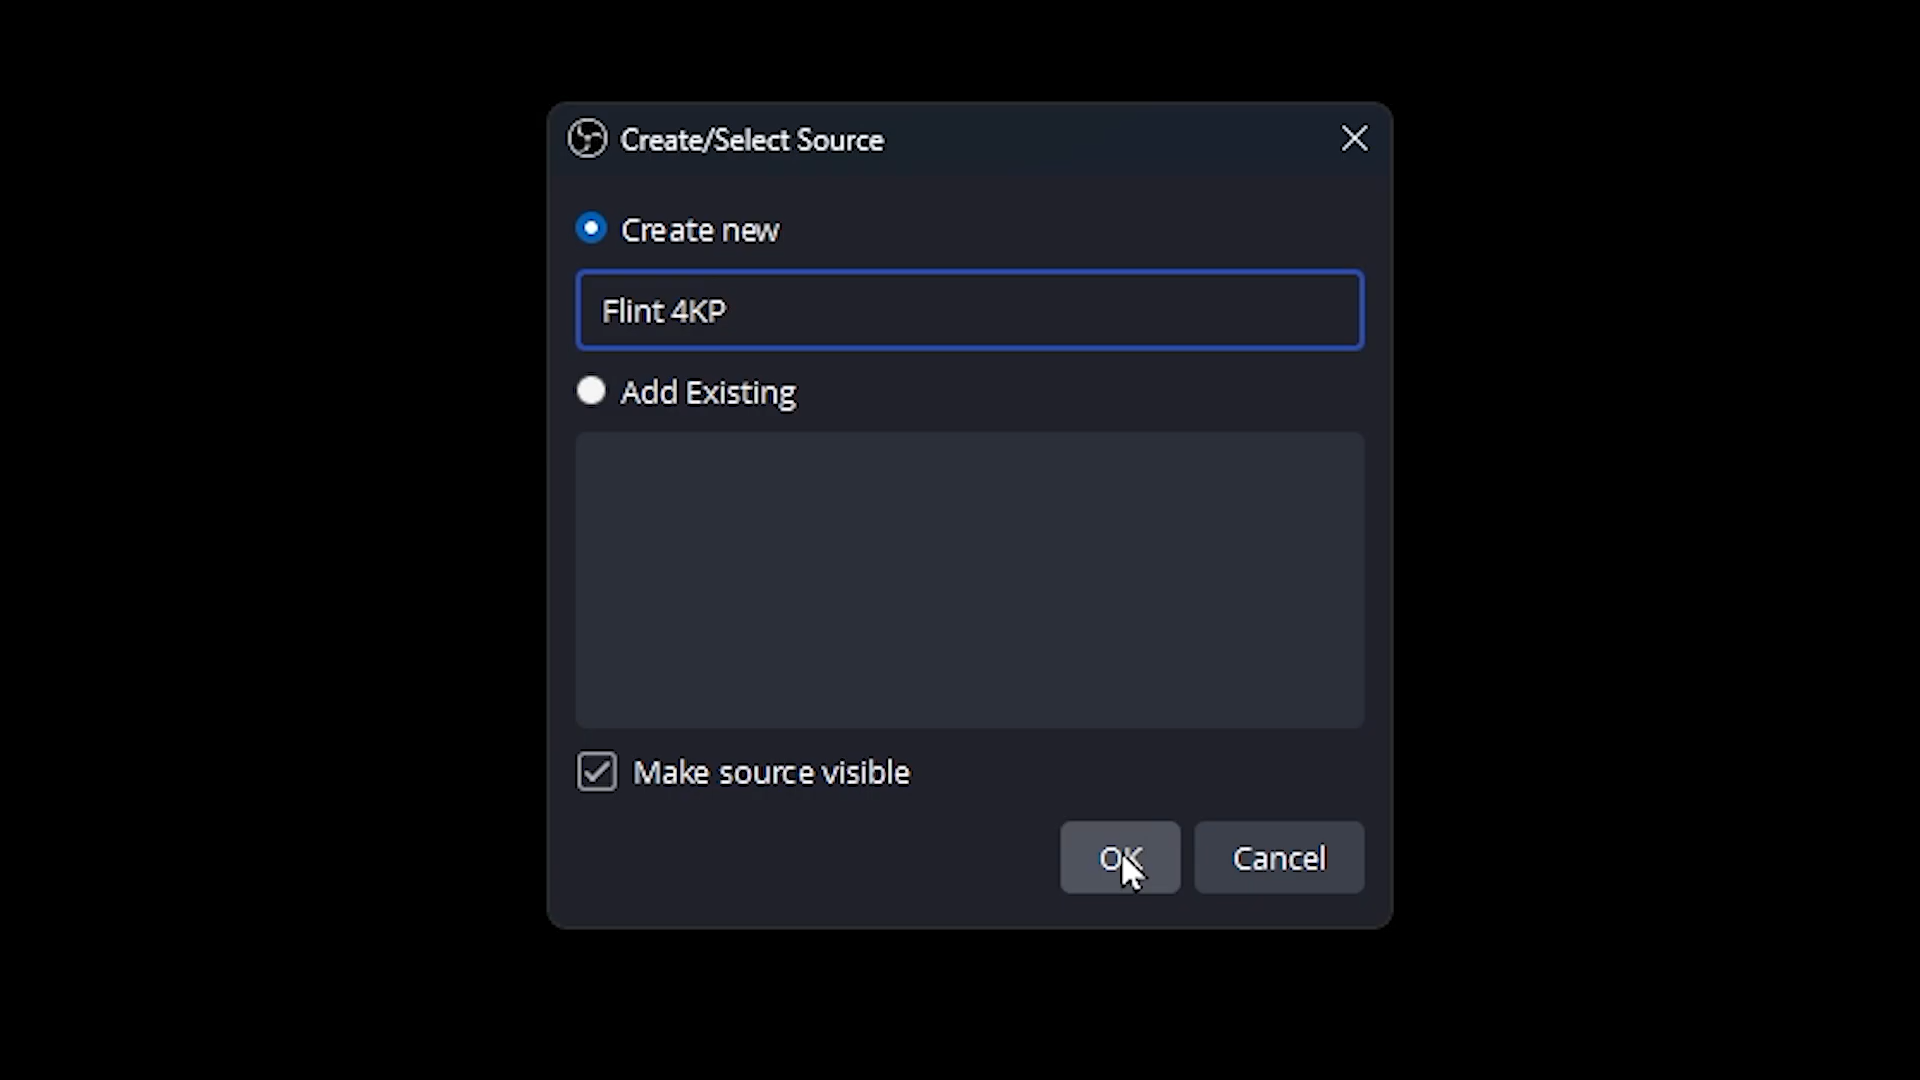 Create/Select Source
Create new
Flint 4KP
Add Existing
Make source visible
OK
Cancel